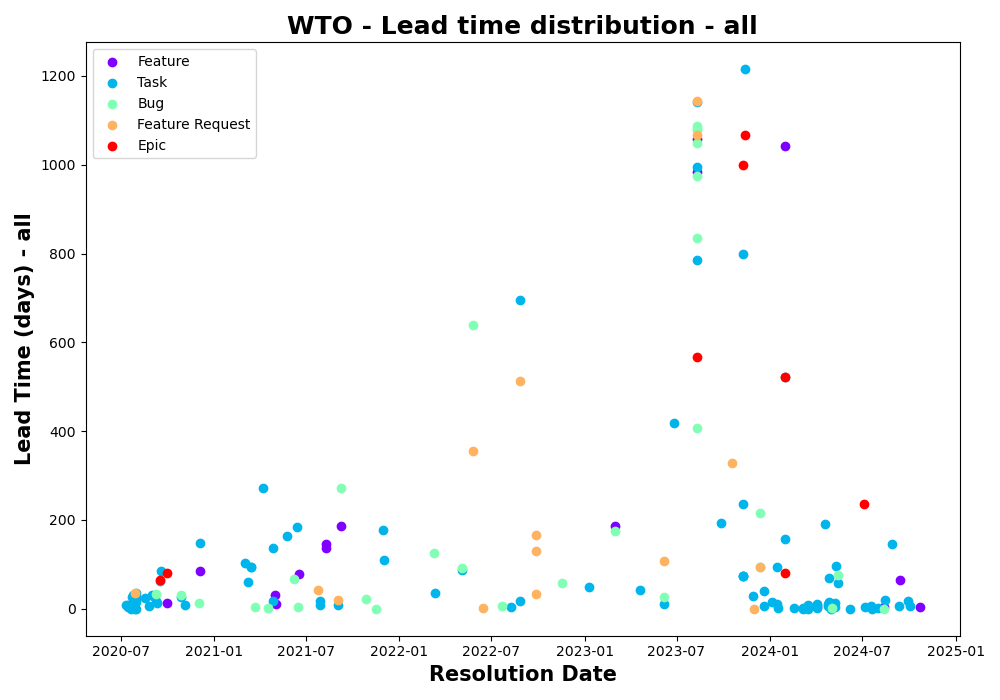 WTO - Lead time distribution - all
Feature
Task
Bug
Feature Request
Epic
Lead Time (days) - all
1200
1000
800
600
400
200
0
2020-07 2021-01 2021-07 2022-01 2022-07 2023-01 2023-07 2024-01 2024-07 2025-01
Resolution Date